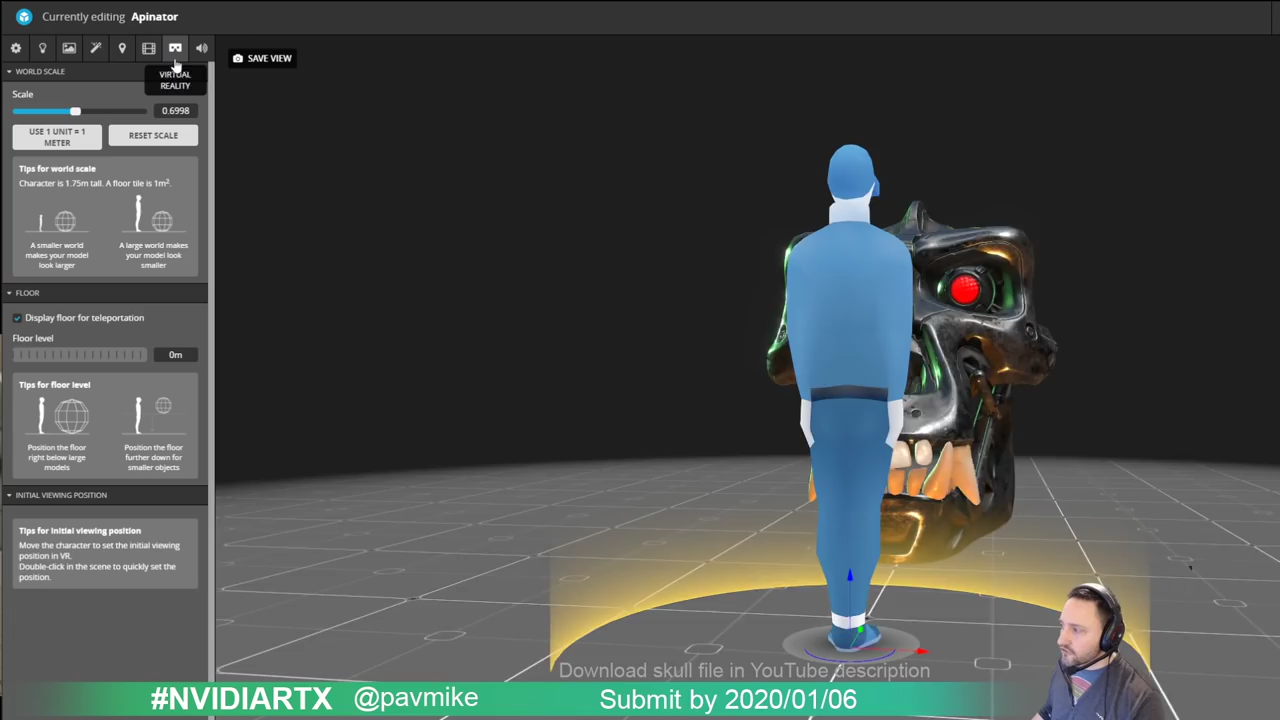 Currently editing Apinator
SAVE VIEW
VIRTUAL
REALITY
WORLD SCALE
Scale
0.6998
USE 1 UNIT = 1
METER
RESET SCALE
Tips for world scale
Character is 1.75m tall. A floor tile is 1m².
A smaller world
makes your model
look larger
A large world makes
your model look
smaller
FLOOR
Display floor for teleportation
Floor level
0m
Tips for floor level
Position the floor
right below large
models
Position the floor
further down for
smaller objects
INITIAL VIEWING POSITION
Tips for initial viewing position
Move the character to set the initial viewing
position in VR.
Double-click in the scene to quickly set the
position.
Download skull file in YouTube description
#NVIDIARTX @pavmike Submit by 2020/01/06